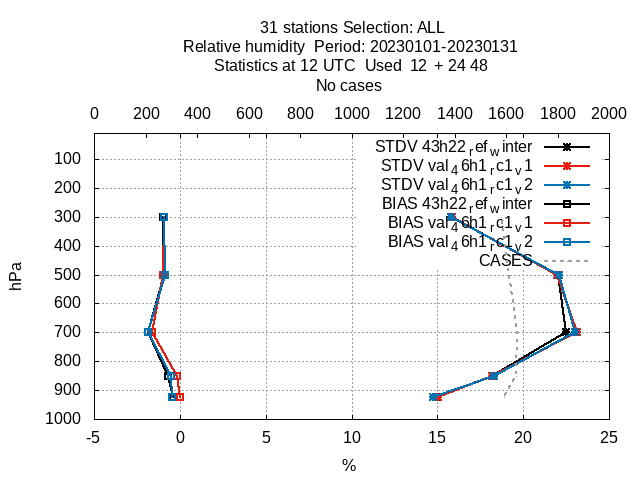 31 stations Selection: ALL
Relative humidity  Period: 20230101-20230131
Statistics at 12 UTC  Used  12  + 24 48
No cases
0 200 400 600 800 1000 1200 1400 1600 1800 2000
STDV 43h22_ref_winter
STDV val_46h1_rc1_v1
STDV val_46h1_rc1_v2
BIAS 43h22_ref_winter
BIAS val_46h1_rc1_v1
BIAS val_46h1_rc1_v2
CASES
100
200
300
400
500
600
700
800
900
1000
hPa
-5 0 5 10 15 20 25
%